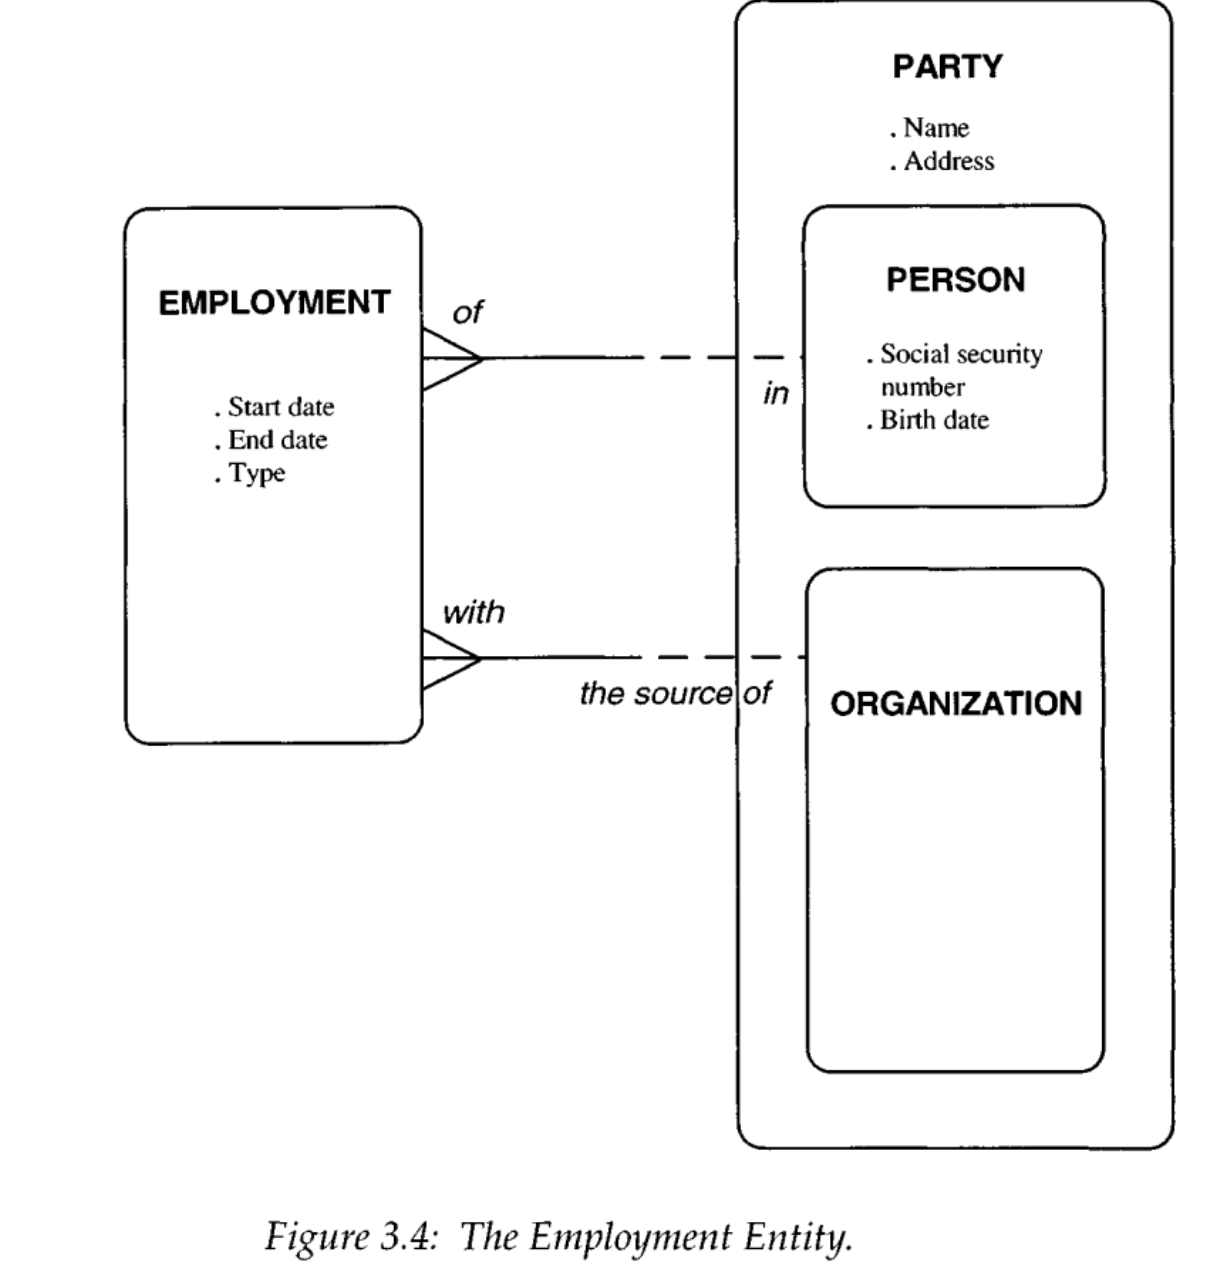 PARTY
. Name
. Address
PERSON
. Social security
number
. Birth date
EMPLOYMENT
. Start date
. End date
. Type
of
in
with
the source of
ORGANIZATION
Figure 3.4: The Employment Entity.